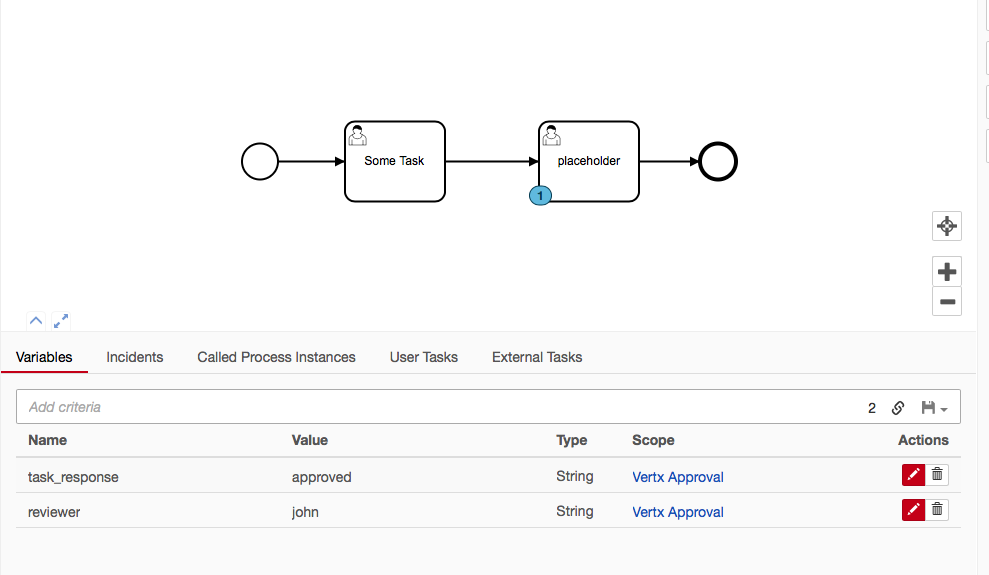 Some Task
placeholder
1
Variables Incidents Called Process Instances User Tasks External Tasks
Add criteria 2
Name Value Type Scope Actions
task_response approved String Vertx Approval
reviewer john String Vertx Approval